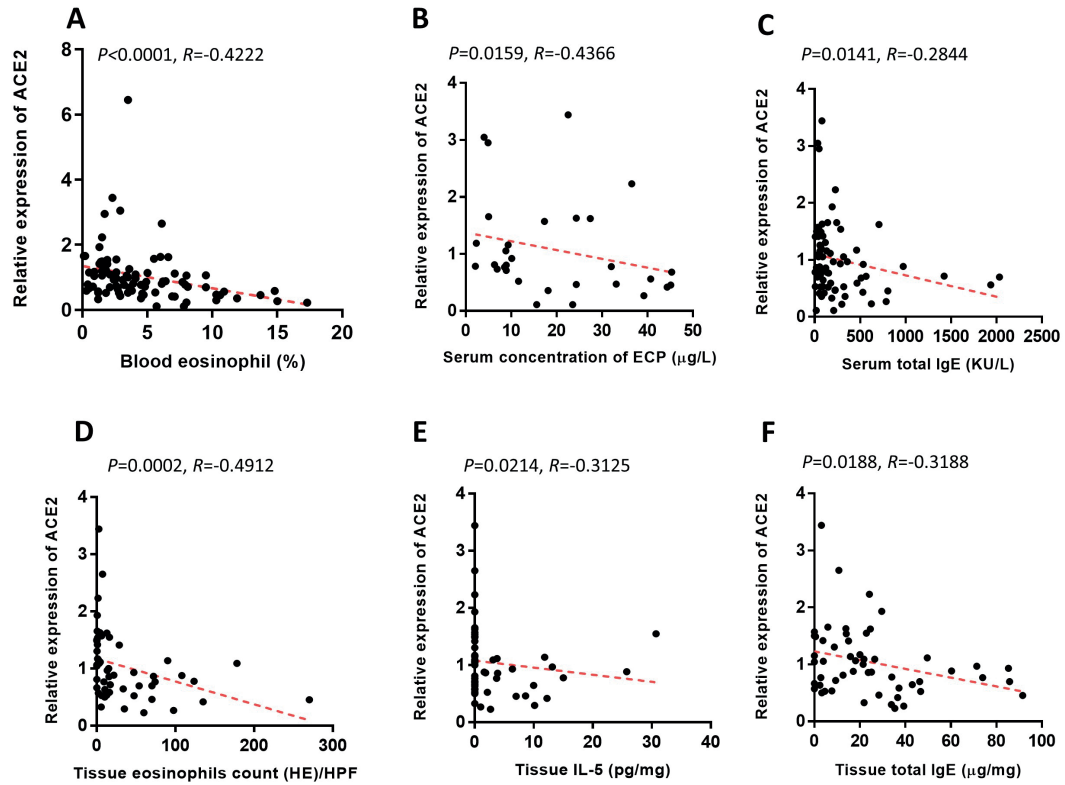 A
P<0.0001, R=-0.4222
Relative expression of ACE2
8
6
4
2
0
0 5 10 15 20
Blood eosinophil (%)
B
P=0.0159, R=-0.4366
Relative expression of ACE2
4
3
2
1
0
0 10 20 30 40 50
Serum concentration of ECP (μg/L)
C
P=0.0141, R=-0.2844
Relative expression of ACE2
4
3
2
1
0
0 500 1000 1500 2000 2500
Serum total IgE (KU/L)
D
P=0.0002, R=-0.4912
Relative expression of ACE2
4
3
2
1
0
0 100 200 300
Tissue eosinophils count (HE)/HPF
E
P=0.0214, R=-0.3125
Relative expression of ACE2
4
3
2
1
0
0 10 20 30 40
Tissue IL-5 (pg/mg)
F
P=0.0188, R=-0.3188
Relative expression of ACE2
4
3
2
1
0
0 20 40 60 80 100
Tissue total IgE (μg/mg)